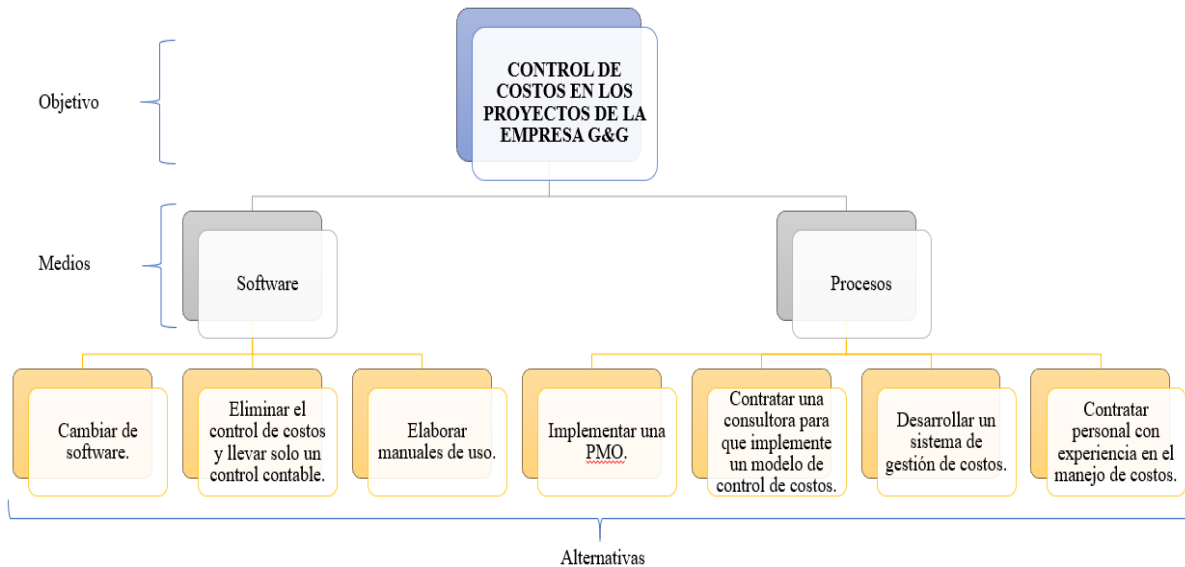 Objetivo
CONTROL DE
COSTOS EN LOS
PROYECTOS DE LA
EMPRESA G&G
Medios
Software
Procesos
Cambiar de
software.
Eliminar el
control de costos
y llevar solo un
control contable.
Elaborar
manuales de uso.
Implementar una
PMO.
Contratar una
consultora para
que implemente
un modelo de
control de costos.
Desarrollar un
sistema de
gestión de costos.
Contratar
personal con
experiencia en el
manejo de costos.
Alternativas